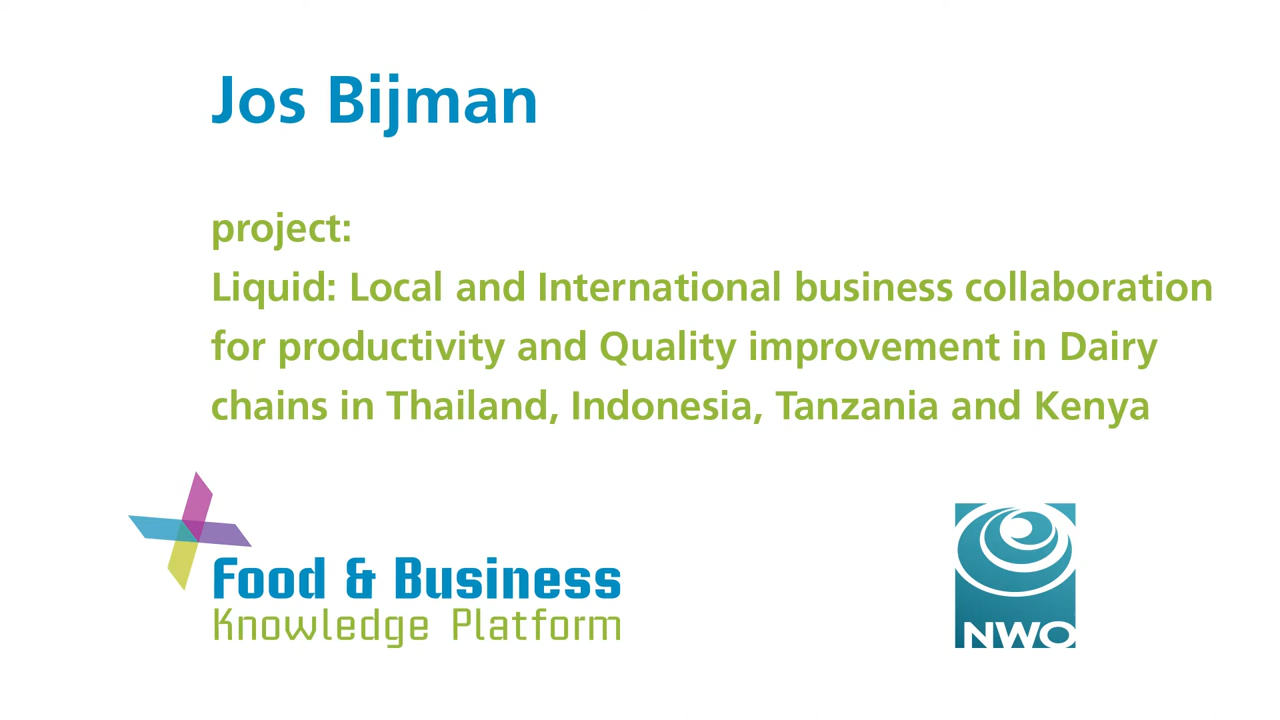 Jos Bijman
project:
Liquid: Local and International business collaboration
for productivity and Quality improvement in Dairy
chains in Thailand, Indonesia, Tanzania and Kenya
Food & Business
Knowledge Platform
NWO